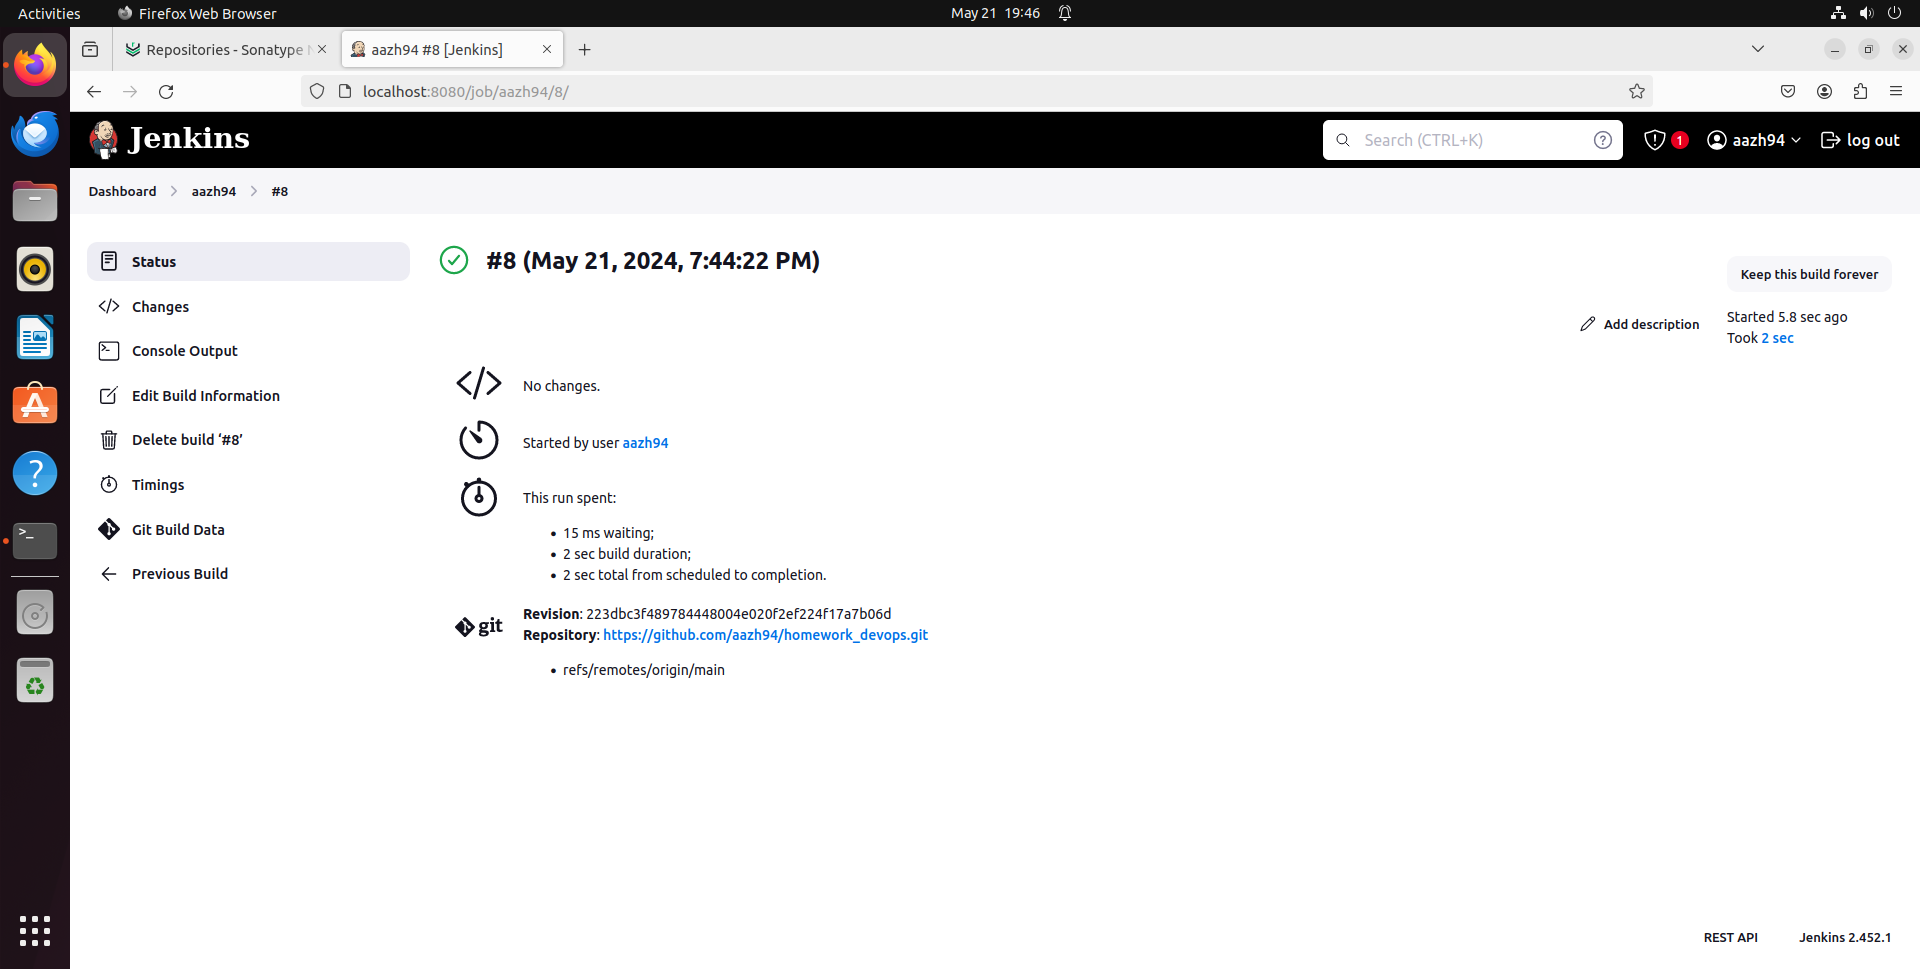 Activities
Firefox Web Browser
May 21 19:46
Repositories - Sonatype
aazh94 #8 [Jenkins]
localhost:8080/job/aazh94/8/
Jenkins
Search (CTRL+K)
1
aazh94
log out
Dashboard
aazh94
#8
Status
Changes
Console Output
Edit Build Information
Delete build ‘#8’
Timings
Git Build Data
Previous Build
#8 (May 21, 2024, 7:44:22 PM)
Keep this build forever
Add description
Started 5.8 sec ago
Took 2 sec
No changes.
Started by user aazh94
This run spent:
15 ms waiting;
2 sec build duration;
2 sec total from scheduled to completion.
git
Revision: 223dbc3f489784448004e020f2ef224f17a7b06d
Repository: https://github.com/aazh94/homework_devops.git
refs/remotes/origin/main
REST API
Jenkins 2.452.1